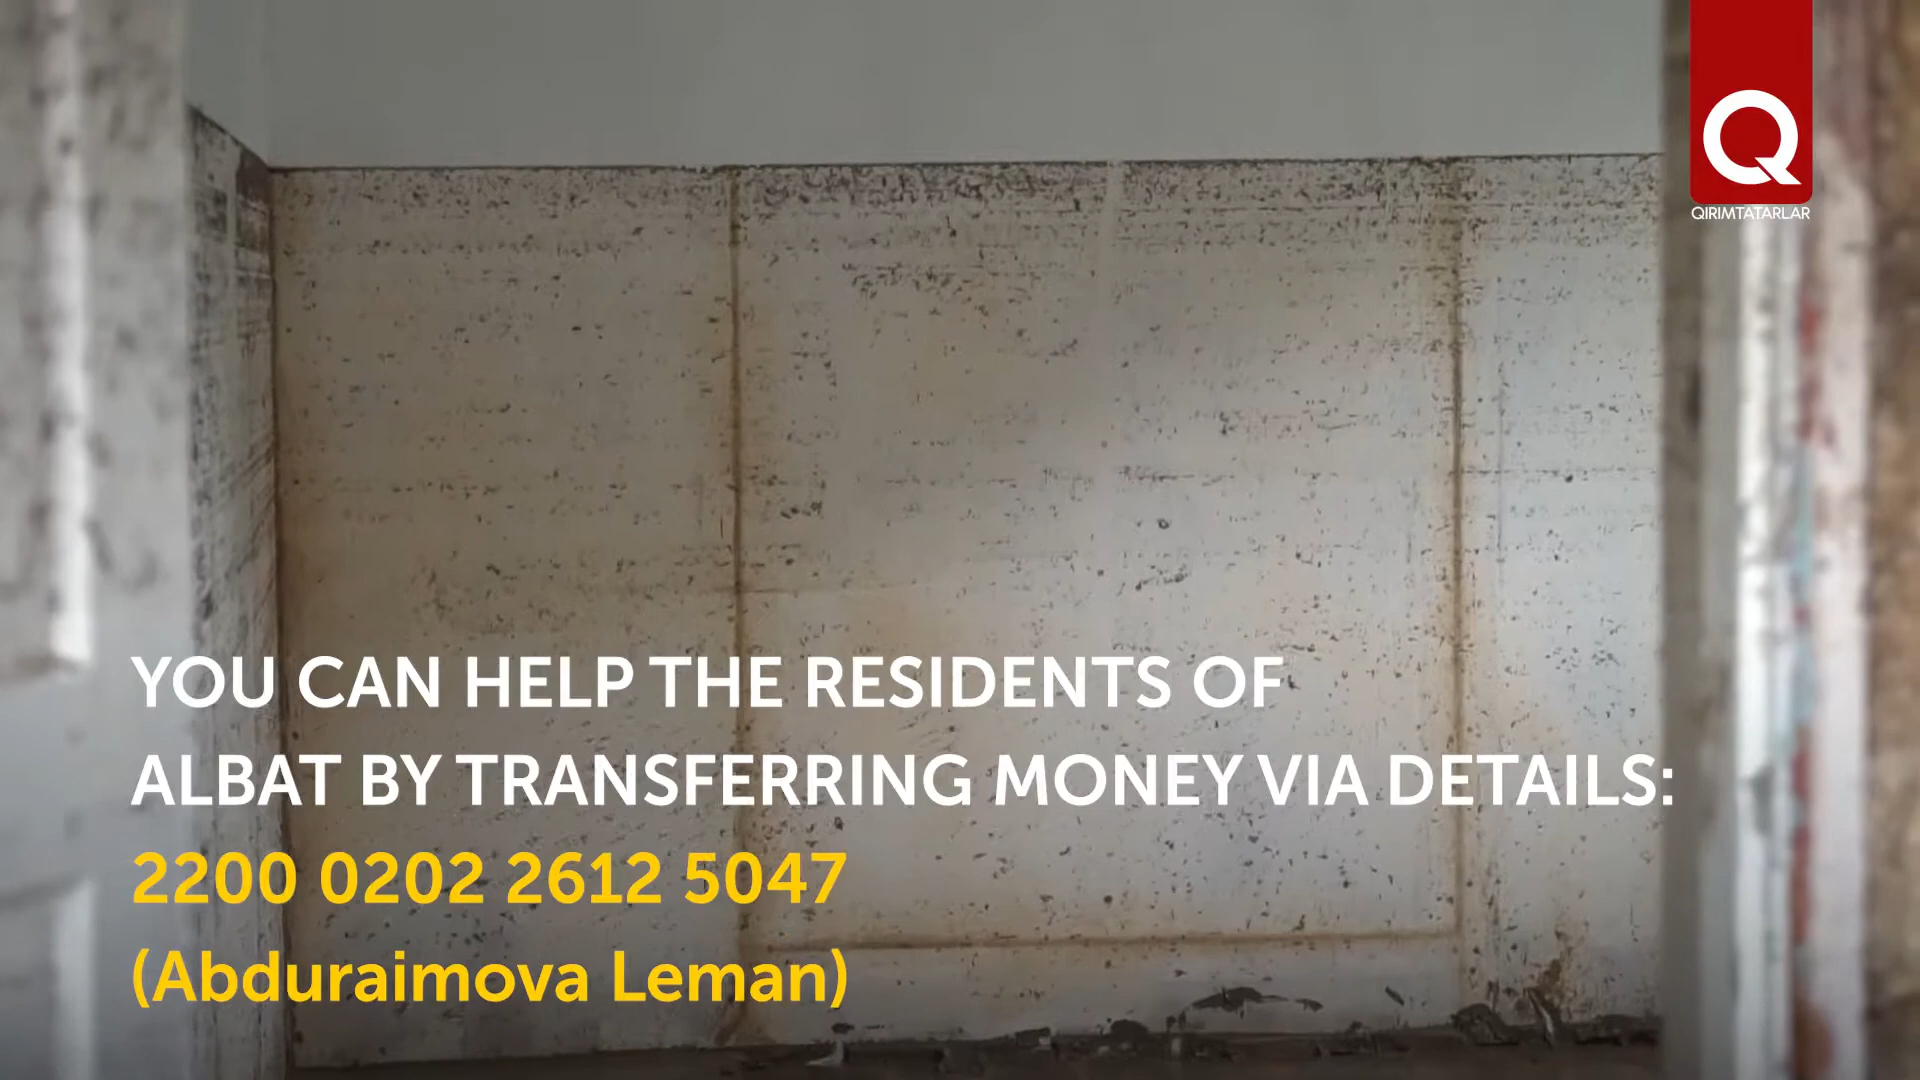 Q
QIRIMTATARLAR
YOU CAN HELP THE RESIDENTS OF
ALBAT BY TRANSFERRING MONEY VIA DETAILS:
2200 0202 2612 5047
(Abduraimova Leman)